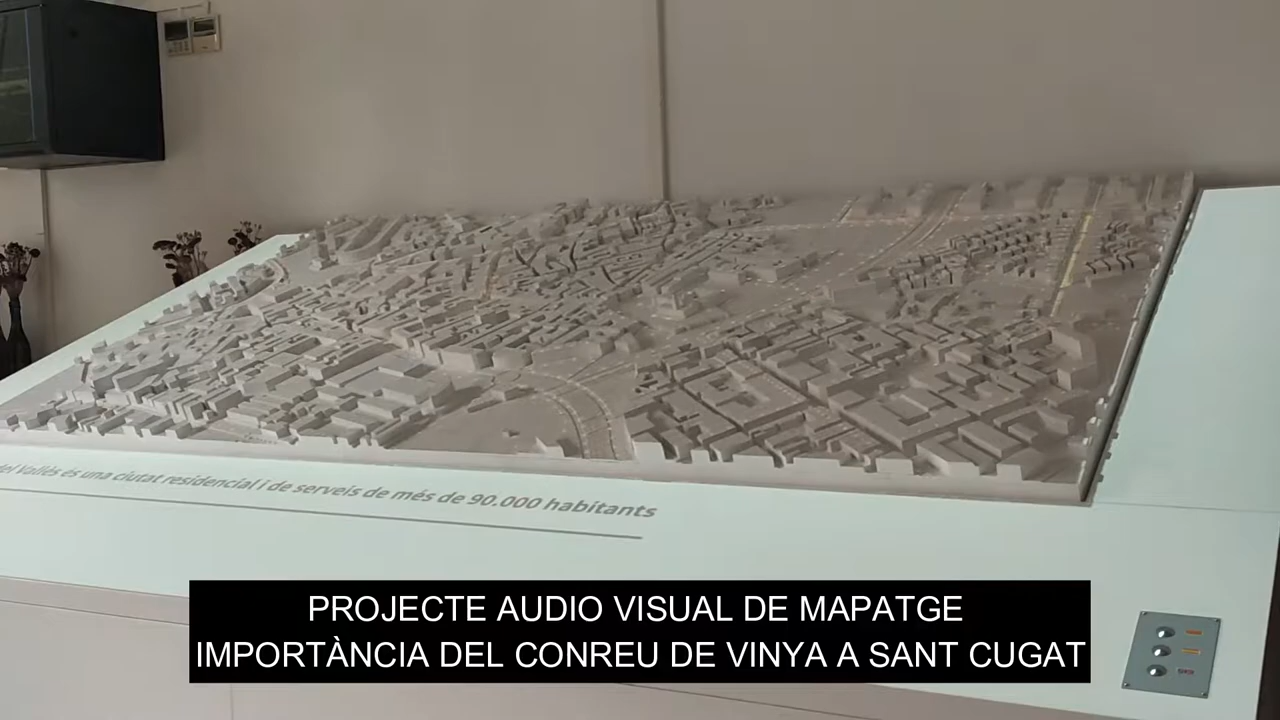 del Vallès és una ciutat residencial i de serveis de més de 90.000 habitants
PROJECTE AUDIO VISUAL DE MAPATGE
IMPORTÀNCIA DEL CONREU DE VINYA A SANT CUGAT